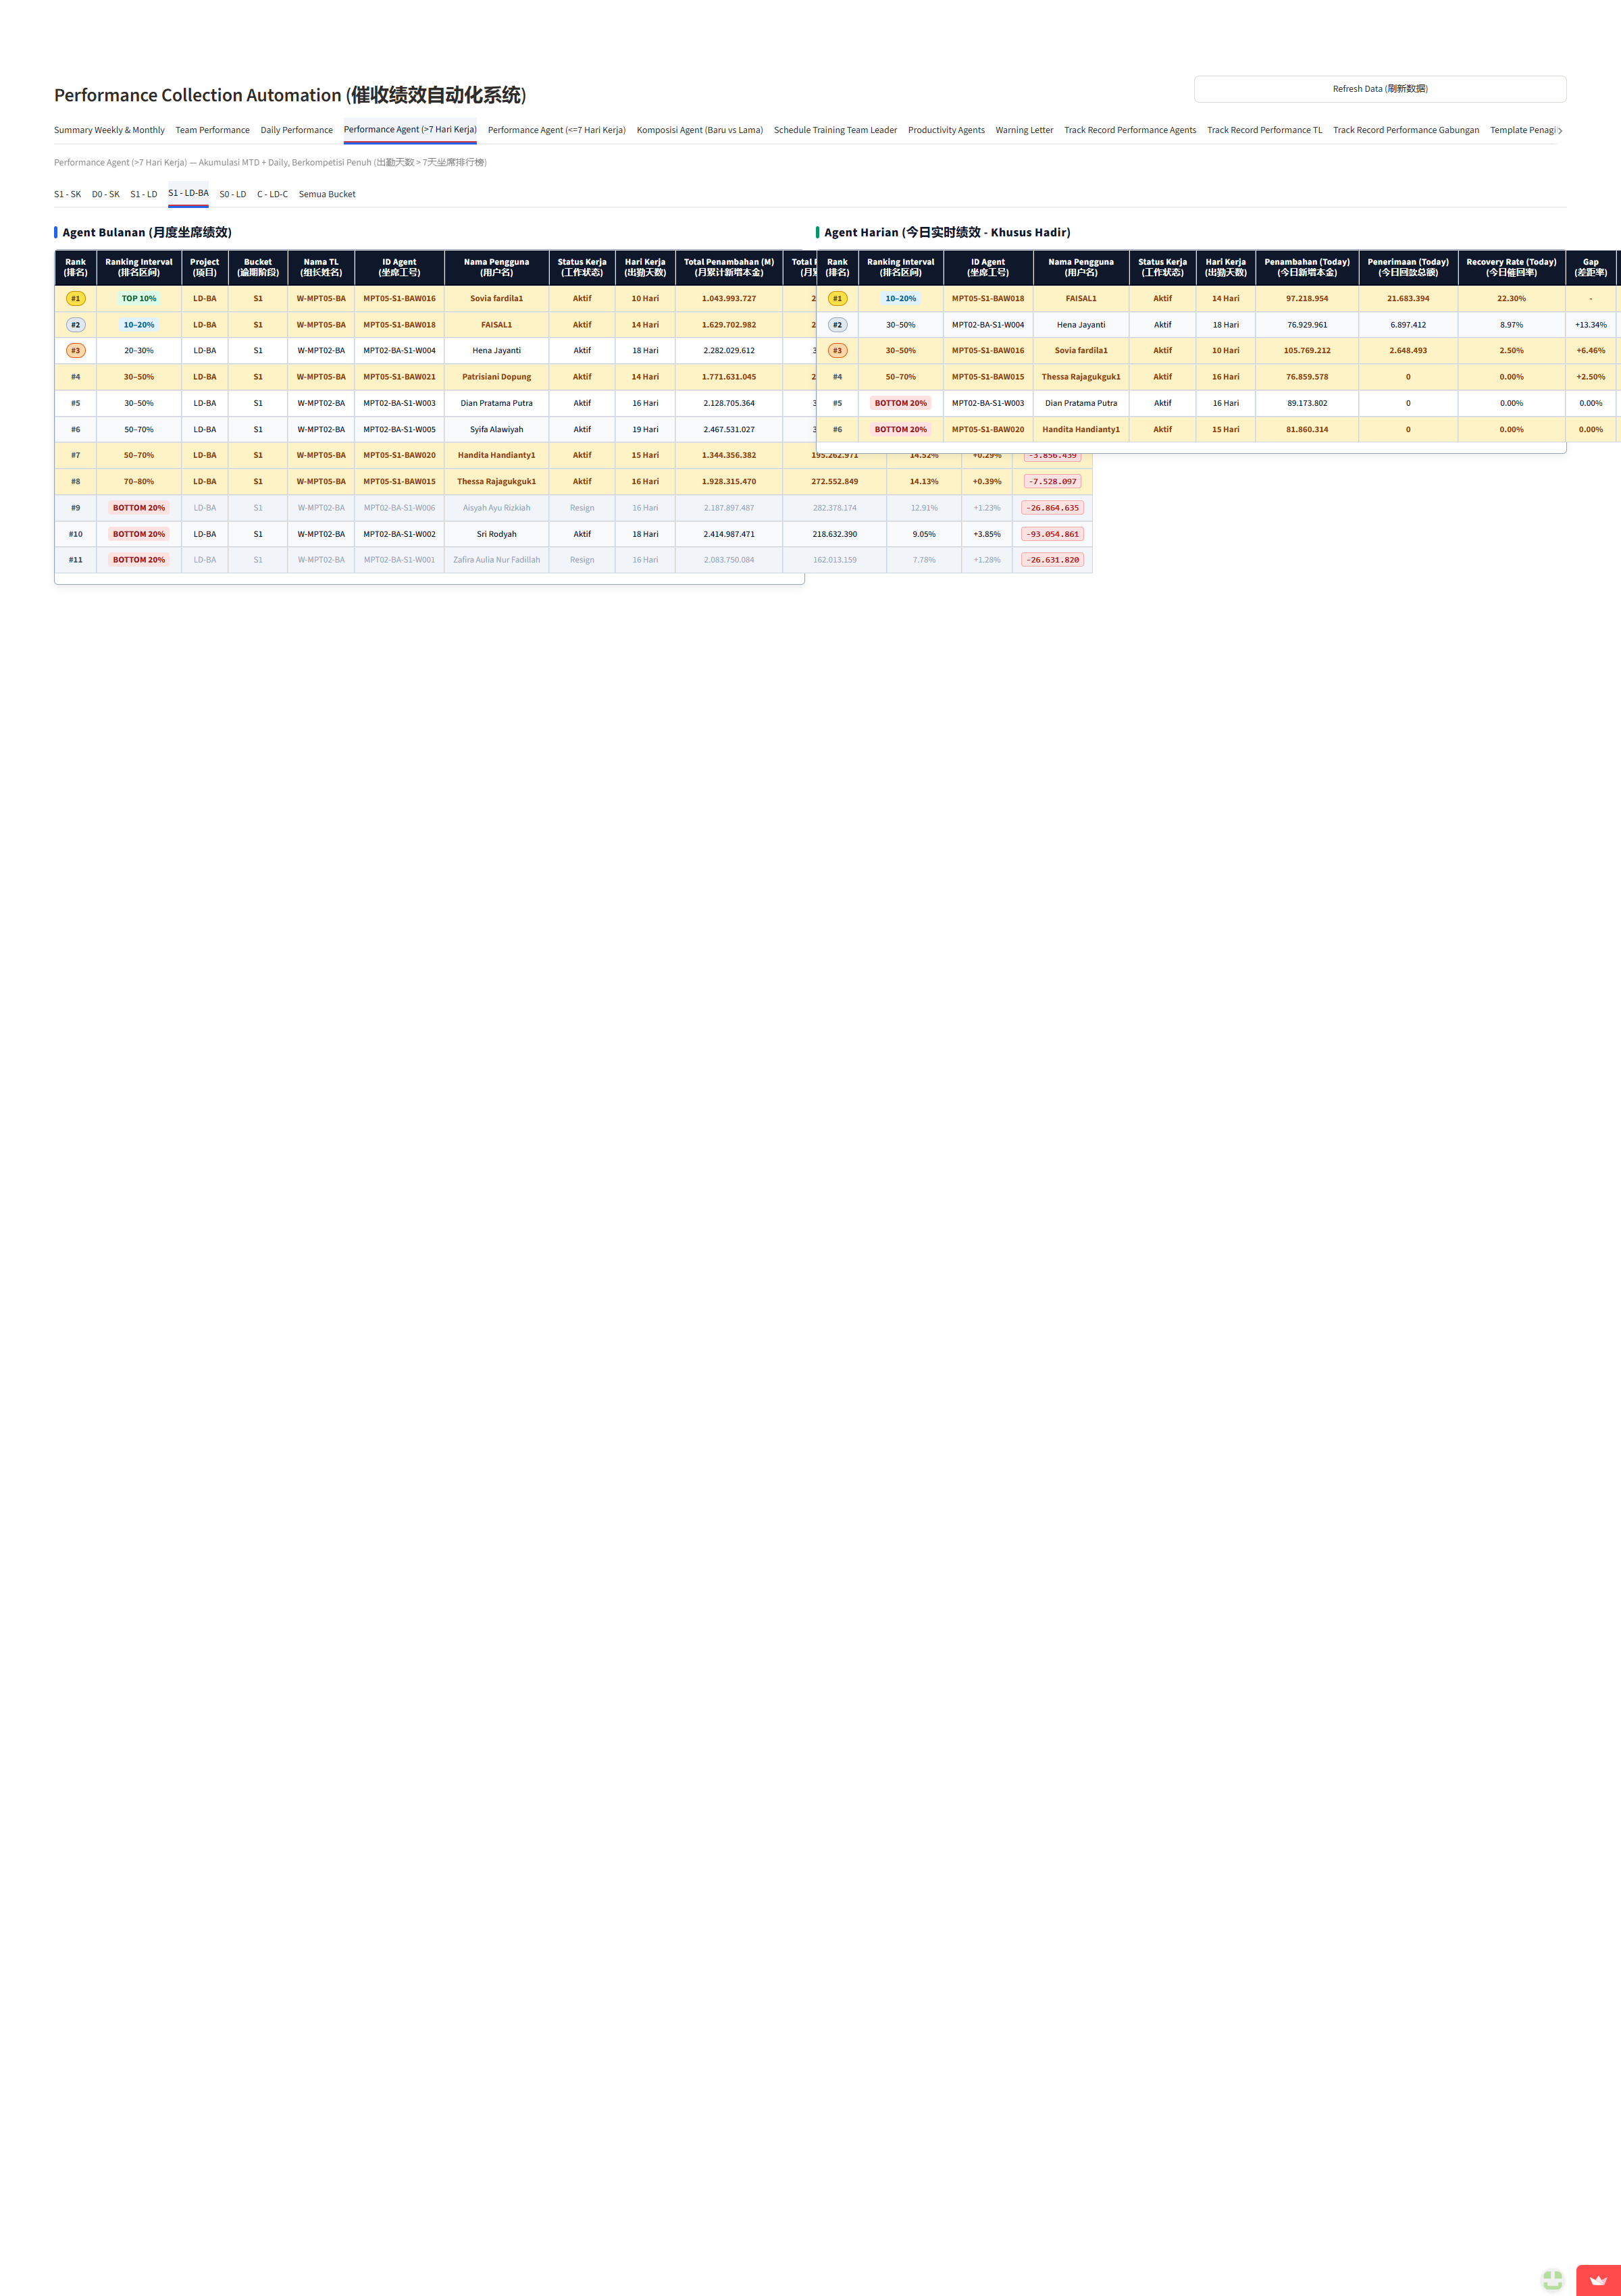 Performance Collection Automation (催收绩效自动化系统)
Refresh Data (刷新数据)
Summary Weekly & Monthly Team Performance Daily Performance Performance Agent (>7 Hari Kerja) Performance Agent (<=7 Hari Kerja) Komposisi Agent (Baru vs Lama) Schedule Training Team Leader Productivity Agents Warning Letter Track Record Performance Agents Track Record Performance TL Track Record Performance Gabungan Template Penagi
Performance Agent (>7 Hari Kerja) — Akumulasi MTD + Daily, Berkompetisi Penuh (出勤天数 > 7天坐席排行榜)
S1 - SK D0 - SK S1 - LD S1 - LD-BA S0 - LD C - LD-C Semua Bucket
Agent Bulanan (月度坐席绩效)
Rank Ranking Interval Project Bucket Nama TL ID Agent Nama Pengguna Status Kerja Hari Kerja Total Penambahan (M) Total
(排名) (排名区间) (项目) (逾期阶段) (组长姓名) (坐席工号) (用户名) (工作状态) (出勤天数) (月累计新增本金) (月
#1 TOP 10% LD-BA S1 W-MPT05-BA MPT05-S1-BAW016 Sovia fardila1 Aktif 10 Hari 1.043.993.727 2
#2 10–20% LD-BA S1 W-MPT05-BA MPT05-S1-BAW018 FAISAL1 Aktif 14 Hari 1.629.702.982 2
#3 20–30% LD-BA S1 W-MPT02-BA MPT02-BA-S1-W004 Hena Jayanti Aktif 18 Hari 2.282.029.612 3
#4 30–50% LD-BA S1 W-MPT05-BA MPT05-S1-BAW021 Patrisiani Dopung Aktif 14 Hari 1.771.631.045 2
#5 30–50% LD-BA S1 W-MPT02-BA MPT02-BA-S1-W003 Dian Pratama Putra Aktif 16 Hari 2.128.705.364 3
#6 50–70% LD-BA S1 W-MPT02-BA MPT02-BA-S1-W005 Syifa Alawiyah Aktif 19 Hari 2.467.531.027 3
#7 50–70% LD-BA S1 W-MPT05-BA MPT05-S1-BAW020 Handita Handianty1 Aktif 15 Hari 1.344.356.382 195.262.971 14.52% +0.29% -3.856.439
#8 70–80% LD-BA S1 W-MPT05-BA MPT05-S1-BAW015 Thessa Rajagukguk1 Aktif 16 Hari 1.928.315.470 272.552.849 14.13% +0.39% -7.528.097
#9 BOTTOM 20% LD-BA S1 W-MPT02-BA MPT02-BA-S1-W006 Aisyah Ayu Rizkiah Resign 16 Hari 2.187.897.487 282.378.174 12.91% +1.23% -26.864.635
#10 BOTTOM 20% LD-BA S1 W-MPT02-BA MPT02-BA-S1-W002 Sri Rodyah Aktif 18 Hari 2.414.987.471 218.632.390 9.05% +3.85% -93.054.861
#11 BOTTOM 20% LD-BA S1 W-MPT02-BA MPT02-BA-S1-W001 Zafira Aulia Nur Fadillah Resign 16 Hari 2.083.750.084 162.013.159 7.78% +1.28% -26.631.820
Agent Harian (今日实时绩效 - Khusus Hadir)
Rank Ranking Interval ID Agent Nama Pengguna Status Kerja Hari Kerja Penambahan (Today) Penerimaan (Today) Recovery Rate (Today) Gap
(排名) (排名区间) (坐席工号) (用户名) (工作状态) (出勤天数) (今日新增本金) (今日回款总额) (今日催回率) (差距率)
#1 10–20% MPT05-S1-BAW018 FAISAL1 Aktif 14 Hari 97.218.954 21.683.394 22.30% -
#2 30–50% MPT02-BA-S1-W004 Hena Jayanti Aktif 18 Hari 76.929.961 6.897.412 8.97% +13.34%
#3 30–50% MPT05-S1-BAW016 Sovia fardila1 Aktif 10 Hari 105.769.212 2.648.493 2.50% +6.46%
#4 50–70% MPT05-S1-BAW015 Thessa Rajagukguk1 Aktif 16 Hari 76.859.578 0 0.00% +2.50%
#5 BOTTOM 20% MPT02-BA-S1-W003 Dian Pratama Putra Aktif 16 Hari 89.173.802 0 0.00% 0.00%
#6 BOTTOM 20% MPT05-S1-BAW020 Handita Handianty1 Aktif 15 Hari 81.860.314 0 0.00% 0.00%